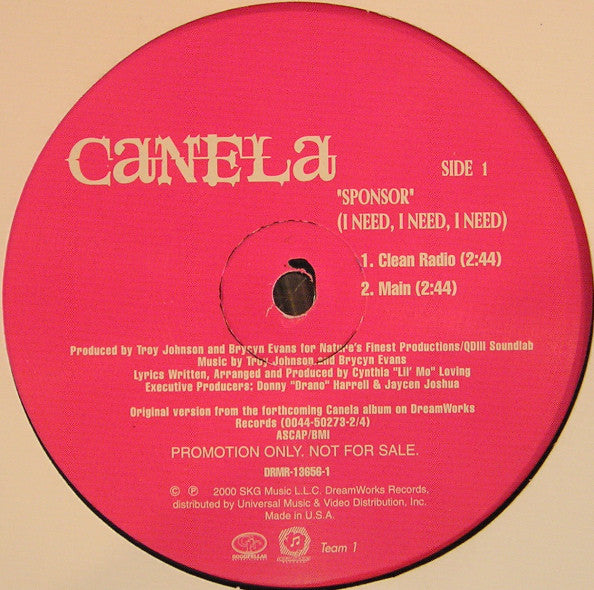 CANELA
SIDE 1
"SPONSOR"
(I NEED, I NEED, I NEED)
1. Clean Radio (2:44)
2. Main (2:44)
Produced by Troy Johnson and Brycyn Evans for Nature's Finest Productions/QDIII Soundlab
Music by Troy Johnson and Brycyn Evans
Lyrics Written, Arranged and Produced by Cynthia "Lil' Mo" Loving
Executive Producers: Donny "Drano" Harrell & Jaycen Joshua
Original version from the forthcoming Canela album on DreamWorks
Records (0044-50273-2/4)
ASCAP/BMI
PROMOTION ONLY. NOT FOR SALE.
DRMR-13656-1
© ℗ 2000 SKG Music L.L.C. DreamWorks Records,
distributed by Universal Music & Video Distribution, Inc.
Made in U.S.A.
Team 1